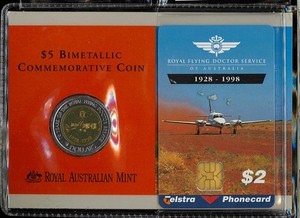 $5 Bimetallic
Commemorative Coin
Royal Australian Mint
Royal Flying Doctor Service
of Australia
1928 - 1998
$2
Telstra Phonecard